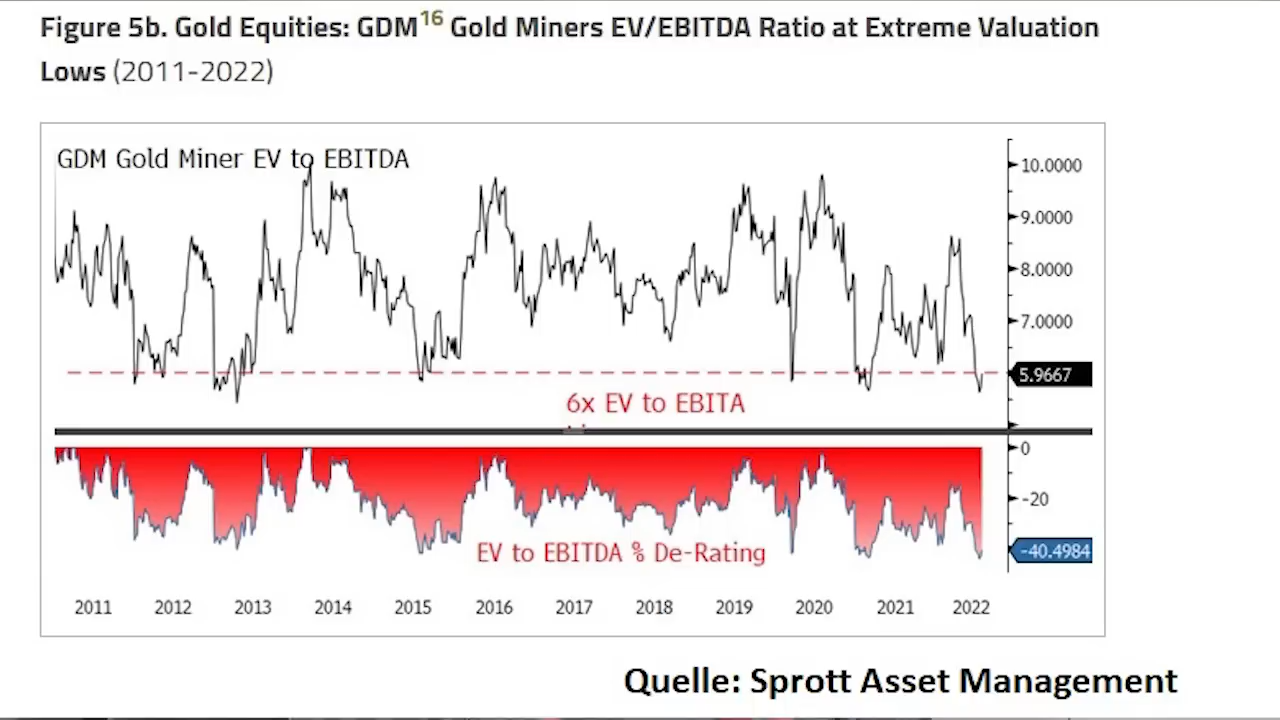 Figure 5b. Gold Equities: GDM16 Gold Miners EV/EBITDA Ratio at Extreme Valuation
Lows (2011-2022)
GDM Gold Miner EV to EBITDA
10.0000
9.0000
8.0000
7.0000
5.9667
6x EV to EBITA
0
-20
EV to EBITDA % De-Rating
-40.4984
2011 2012 2013 2014 2015 2016 2017 2018 2019 2020 2021 2022
Quelle: Sprott Asset Management